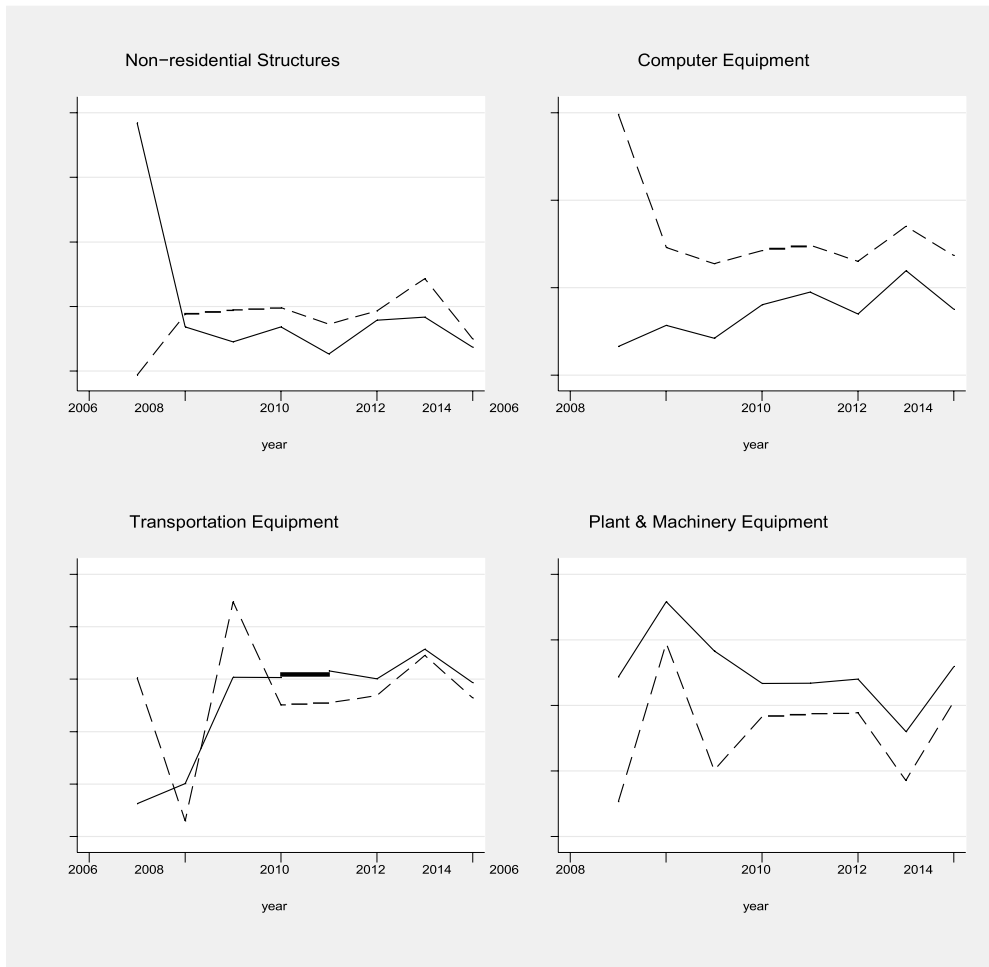 Non−residential Structures
Computer Equipment
2006 2008 2010 2012 2014 2006 2008 2010 2012 2014
year year
Transportation Equipment
Plant & Machinery Equipment
2006 2008 2010 2012 2014 2006 2008 2010 2012 2014
year year